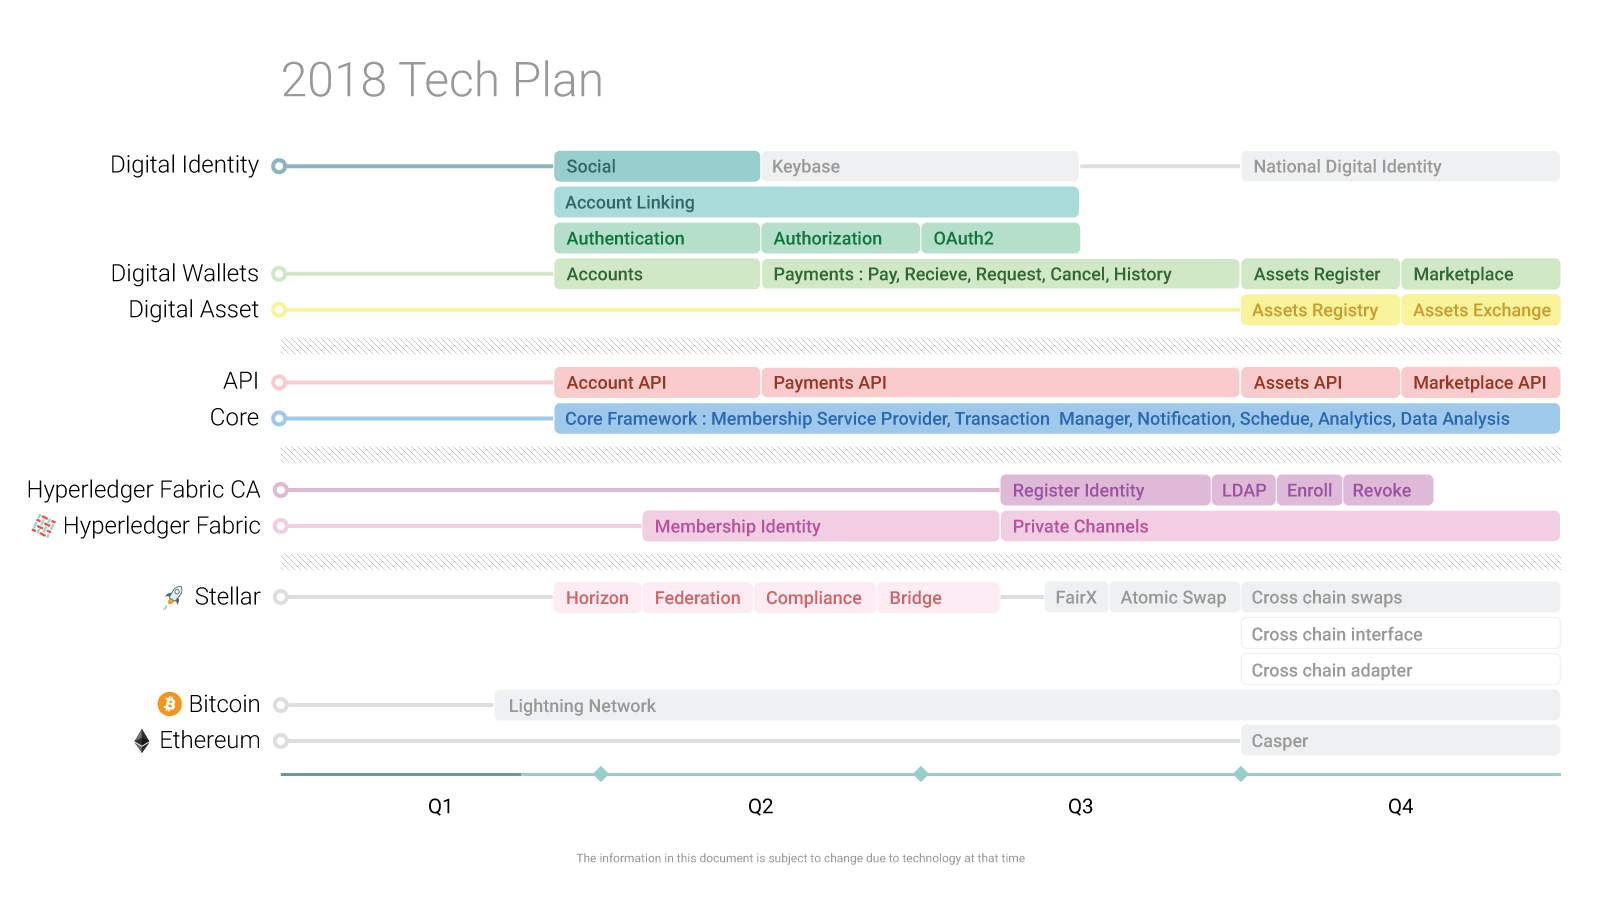 2018 Tech Plan
Digital Identity
Social
Keybase
National Digital Identity
Account Linking
Authentication
Authorization
OAuth2
Digital Wallets
Accounts
Payments : Pay, Recieve, Request, Cancel, History
Assets Register
Marketplace
Digital Asset
Assets Registry
Assets Exchange
API
Account API
Payments API
Assets API
Marketplace API
Core
Core Framework : Membership Service Provider, Transaction  Manager, Notification, Schedue, Analytics, Data Analysis
Hyperledger Fabric CA
Register Identity
LDAP
Enroll
Revoke
Hyperledger Fabric
Membership Identity
Private Channels
Stellar
Horizon
Federation
Compliance
Bridge
FairX
Atomic Swap
Cross chain swaps
Cross chain interface
Cross chain adapter
Bitcoin
Lightning Network
Ethereum
Casper
Q1
Q2
Q3
Q4
The information in this document is subject to change due to technology at that time